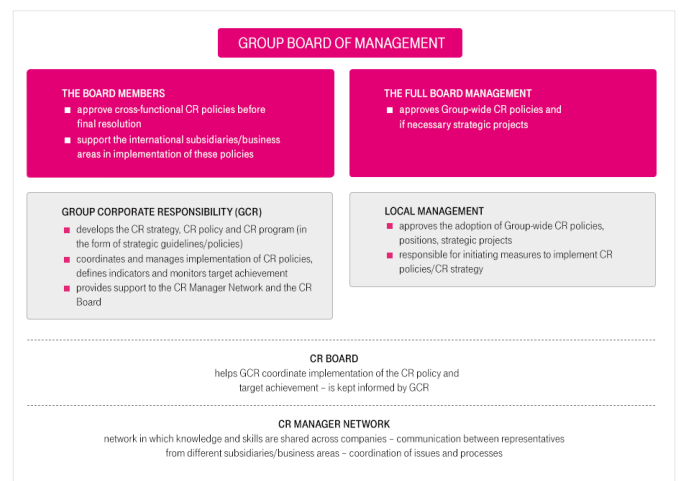 GROUP BOARD OF MANAGEMENT
THE BOARD MEMBERS
approve cross-functional CR policies before
final resolution
support the international subsidiaries/business
areas in implementation of these policies
THE FULL BOARD MANAGEMENT
approves Group-wide CR policies and
if necessary strategic projects
GROUP CORPORATE RESPONSIBILITY (GCR)
develops the CR strategy, CR policy and CR program (in
the form of strategic guidelines/policies)
coordinates and manages implementation of CR policies,
defines indicators and monitors target achievement
provides support to the CR Manager Network and the CR
Board
LOCAL MANAGEMENT
approves the adoption of Group-wide CR policies,
positions, strategic projects
responsible for initiating measures to implement CR
policies/CR strategy
CR BOARD
helps GCR coordinate implementation of the CR policy and
target achievement – is kept informed by GCR
CR MANAGER NETWORK
network in which knowledge and skills are shared across companies – communication between representatives
from different subsidiaries/business areas – coordination of issues and processes